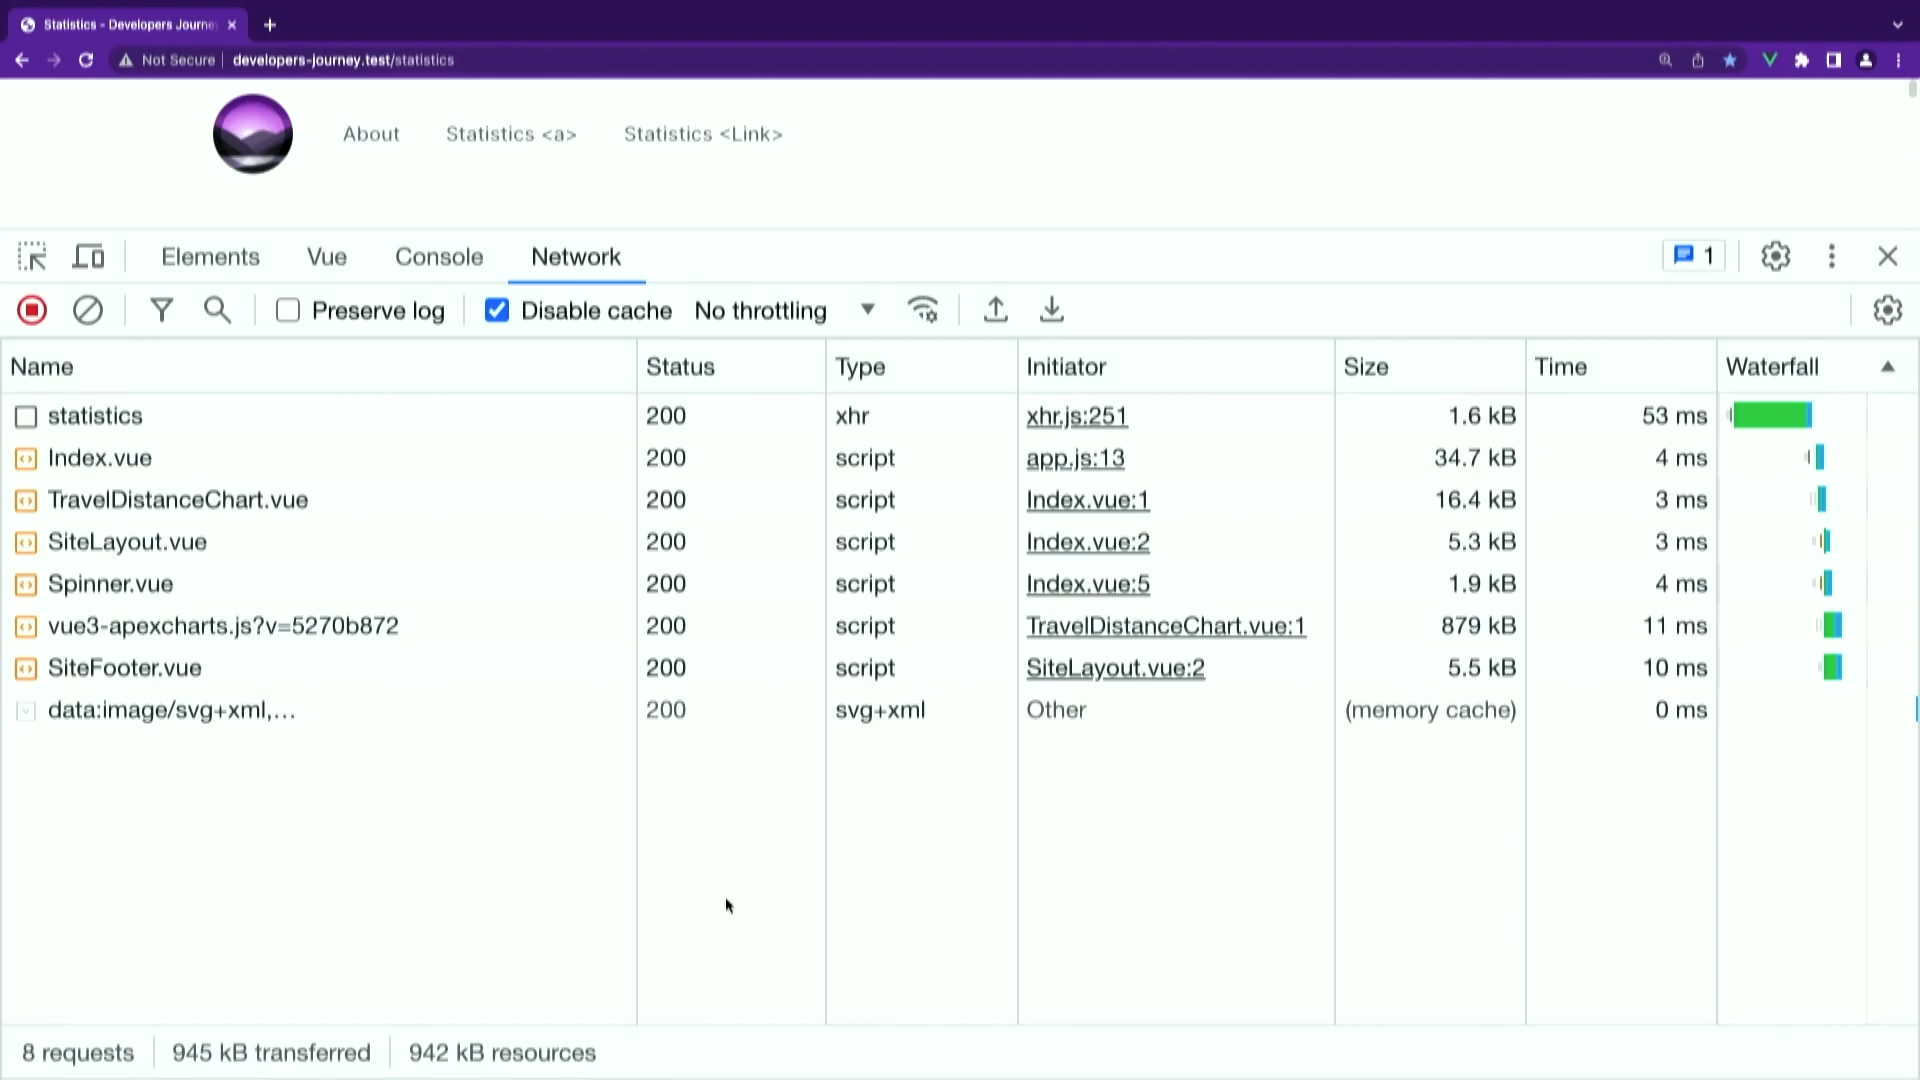 Statistics - Developers Journe
Not Secure developers-journey.test/statistics
About Statistics <a> Statistics <Link>
Elements Vue Console Network 1
Preserve log Disable cache No throttling
Name Status Type Initiator Size Time Waterfall
statistics 200 xhr xhr.js:251 1.6 kB 53 ms
Index.vue 200 script app.js:13 34.7 kB 4 ms
TravelDistanceChart.vue 200 script Index.vue:1 16.4 kB 3 ms
SiteLayout.vue 200 script Index.vue:2 5.3 kB 3 ms
Spinner.vue 200 script Index.vue:5 1.9 kB 4 ms
vue3-apexcharts.js?v=5270b872 200 script TravelDistanceChart.vue:1 879 kB 11 ms
SiteFooter.vue 200 script SiteLayout.vue:2 5.5 kB 10 ms
data:image/svg+xml,... 200 svg+xml Other (memory cache) 0 ms
8 requests 945 kB transferred 942 kB resources